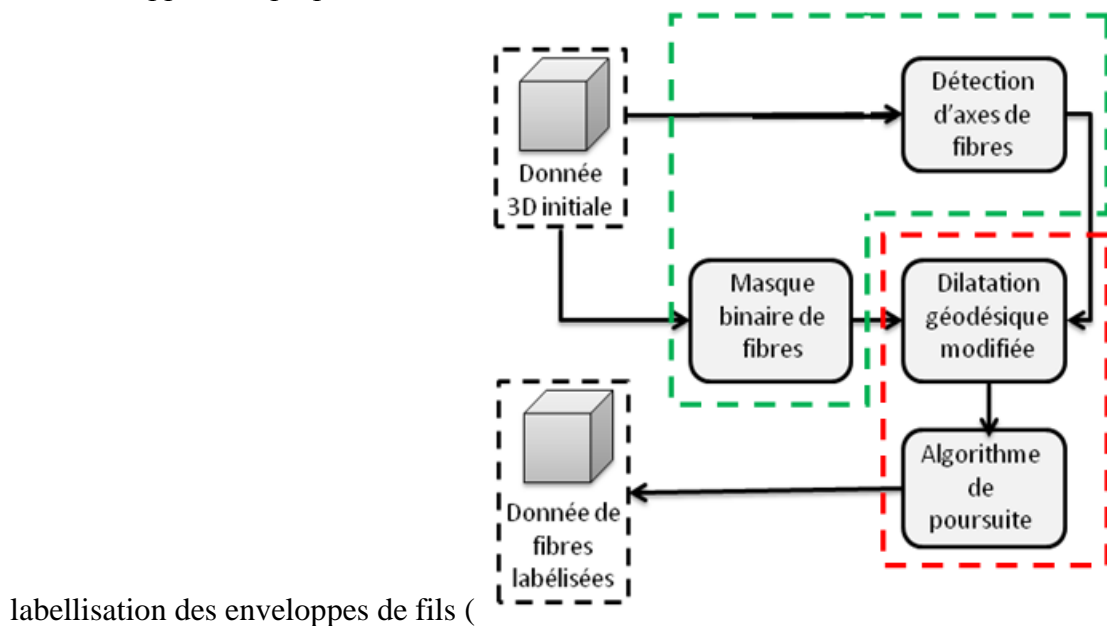 Détection
d'axes de
fibres
Donnée
3D initiale
Masque
binaire de
fibres
Dilatation
géodésique
modifiée
Algorithme
de
poursuite
Donnée de
fibres
labélisées
labellisation des enveloppes de fils (